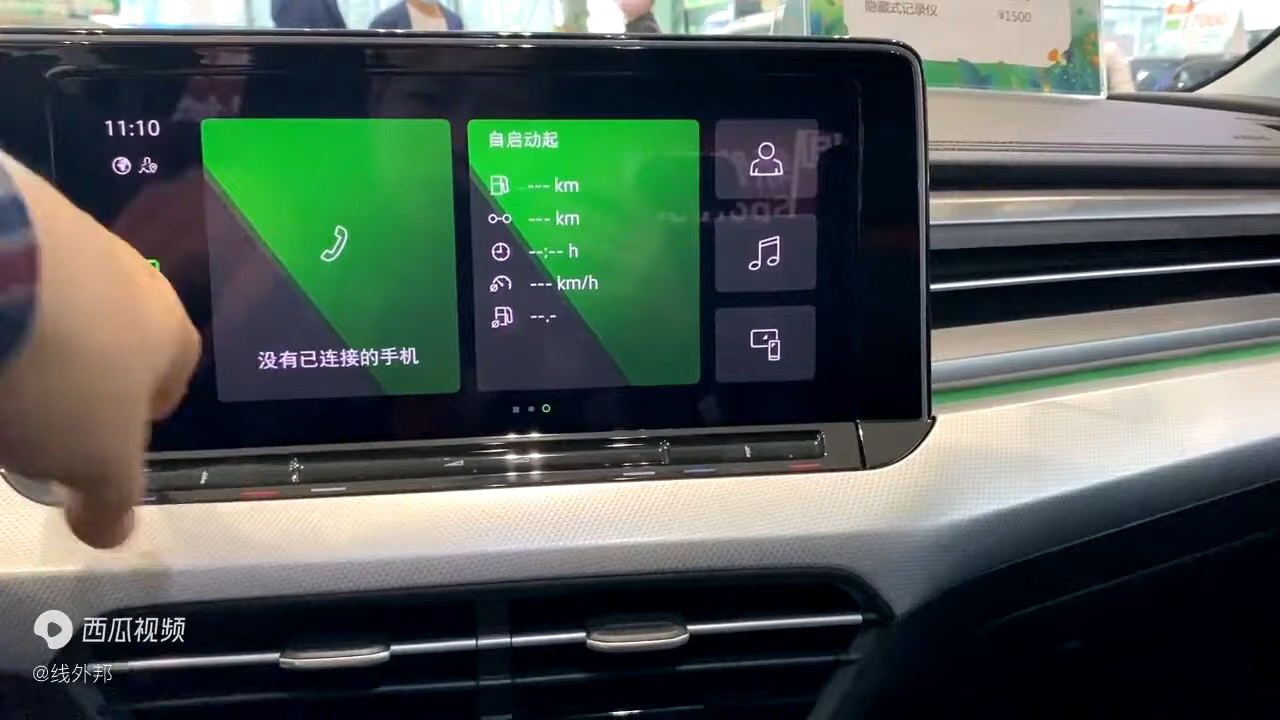 隐藏式记录仪 ¥1500
11:10
自启动起
--- km
--- km
--:-- h
--- km/h
--.-
没有已连接的手机
西瓜视频
@线外邦